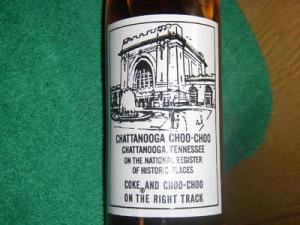 CHATTANOOGA CHOO-CHOO
CHATTANOOGA, TENNESSEE
ON THE NATIONAL REGISTER
OF HISTORIC PLACES
COKE® AND CHOO-CHOO
ON THE RIGHT TRACK